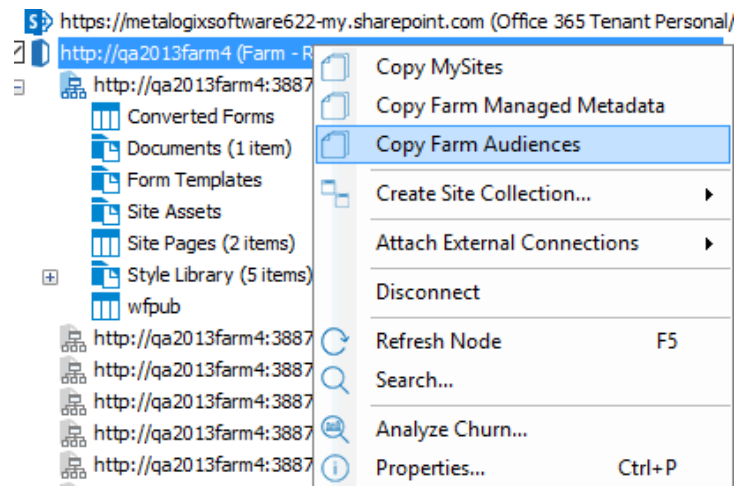 https://metalogixsoftware622-my.sharepoint.com (Office 365 Tenant Personal/
http://qa2013farm4 (Farm - R
http://qa2013farm4:3887
Converted Forms
Documents (1 item)
Form Templates
Site Assets
Site Pages (2 items)
Style Library (5 items)
wfpub
http://qa2013farm4:3887
http://qa2013farm4:3887
http://qa2013farm4:3887
http://qa2013farm4:3887
http://qa2013farm4:3887
Copy MySites
Copy Farm Managed Metadata
Copy Farm Audiences
Create Site Collection...
Attach External Connections
Disconnect
Refresh Node F5
Search...
Analyze Churn...
Properties... Ctrl+P